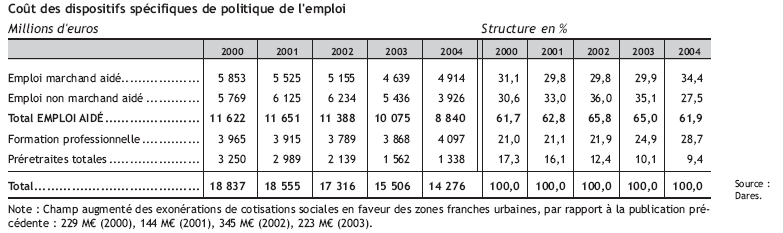 Coût des dispositifs spécifiques de politique de l'emploi
Millions d'euros Structure en %
2000 2001 2002 2003 2004 2000 2001 2002 2003 2004
Emploi marchand aidé.................. 5 853 5 525 5 155 4 639 4 914 31,1 29,8 29,8 29,9 34,4
Emploi non marchand aidé ............. 5 769 6 125 6 234 5 436 3 926 30,6 33,0 36,0 35,1 27,5
Total EMPLOI AIDÉ..................... 11 622 11 651 11 388 10 075 8 840 61,7 62,8 65,8 65,0 61,9
Formation professionnelle.............. 3 965 3 915 3 789 3 868 4 097 21,0 21,1 21,9 24,9 28,7
Préretraites totales .................... 3 250 2 989 2 139 1 562 1 338 17,3 16,1 12,4 10,1 9,4
Total.................................... 18 837 18 555 17 316 15 506 14 276 100,0 100,0 100,0 100,0 100,0
Source :
Dares.
Note : Champ augmenté des exonérations de cotisations sociales en faveur des zones franches urbaines, par rapport à la publication pré-
cédente : 229 M€ (2000), 144 M€ (2001), 345 M€ (2002), 223 M€ (2003).